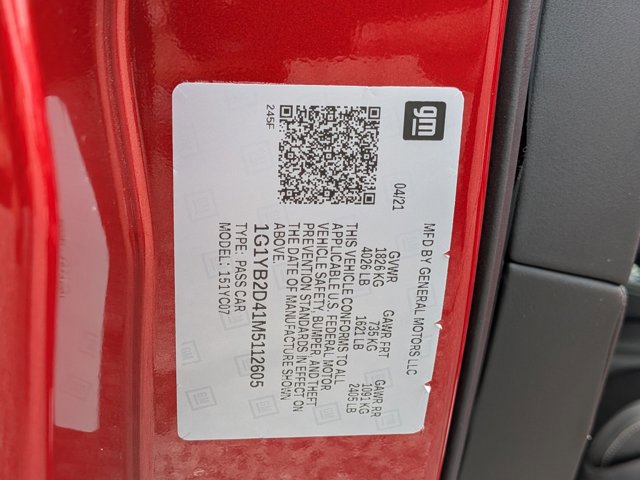 gm
MFD BY GENERAL MOTORS LLC
04/21
GVWR GAWR FRT GAWR RR
1826 KG 735 KG 1091 KG
4026 LB 1621 LB 2405 LB
THIS VEHICLE CONFORMS TO ALL
APPLICABLE U.S. FEDERAL MOTOR
VEHICLE SAFETY, BUMPER, AND THEFT
PREVENTION STANDARDS IN EFFECT ON
THE DATE OF MANUFACTURE SHOWN
ABOVE.
1G1YB2D41M5112605
TYPE: PASS CAR
MODEL: 151YC07
245F